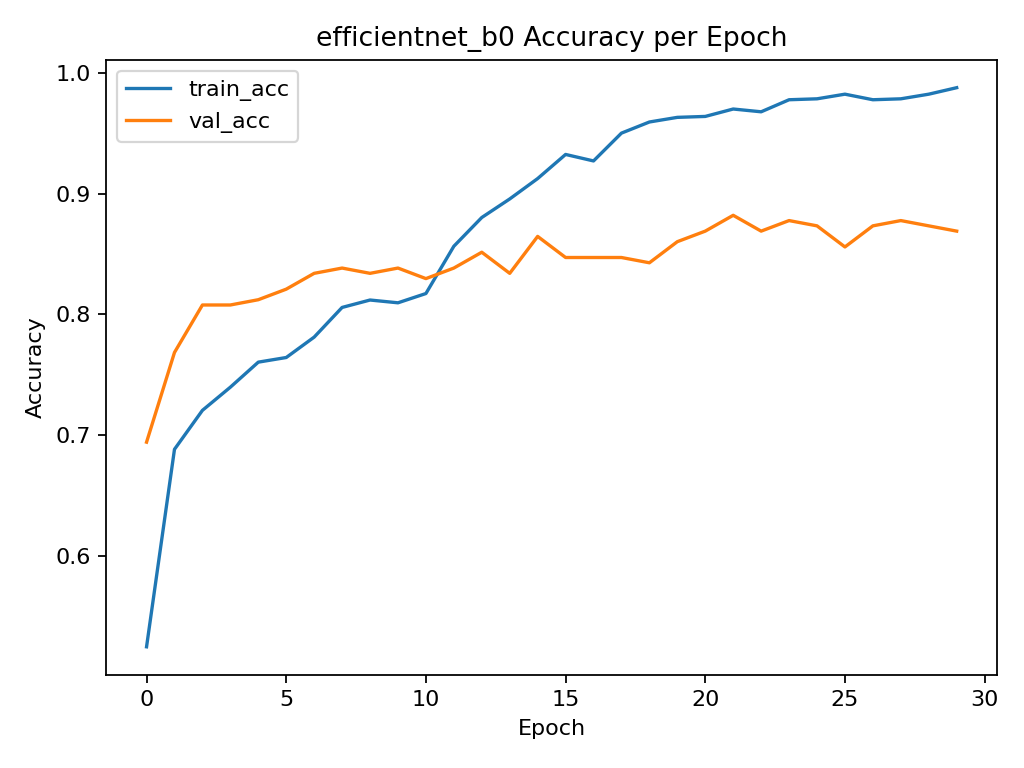 efficientnet_b0 Accuracy per Epoch
train_acc
val_acc
1.0
0.9
0.8
0.7
0.6
Accuracy
0 5 10 15 20 25 30
Epoch